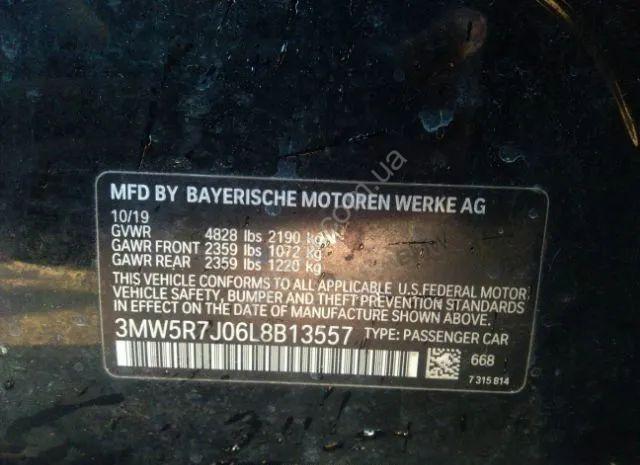 MFD BY BAYERISCHE MOTOREN WERKE AG
10/19
GVWR 4828 lbs 2190 kg
GAWR FRONT 2359 lbs 1072 kg
GAWR REAR 2359 lbs 1220 kg
THIS VEHICLE CONFORMS TO ALL APPLICABLE U.S.FEDERAL MOTOR
VEHICLE SAFETY, BUMPER, AND THEFT PREVENTION STANDARDS
IN EFFECT ON THE DATE OF MANUFACTURE SHOWN ABOVE.
3MW5R7J06L8B13557 TYPE: PASSENGER CAR
668
7 315 814
.com.ua